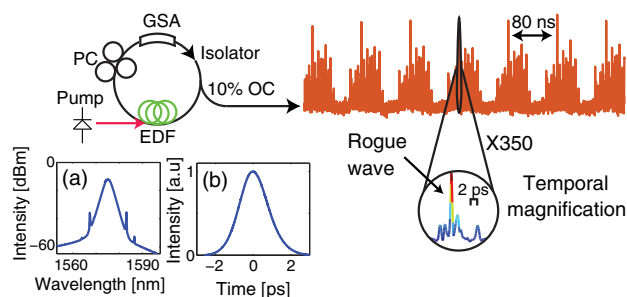 GSA
PC
Isolator
Pump
10% OC
EDF
80 ns
X350
Rogue
wave
2 ps
Temporal
magnification
(a)
Intensity [dBm]
0
−60
1560
1590
Wavelength [nm]
(b)
Intensity [a.u]
1
0
−2
0
2
Time [ps]